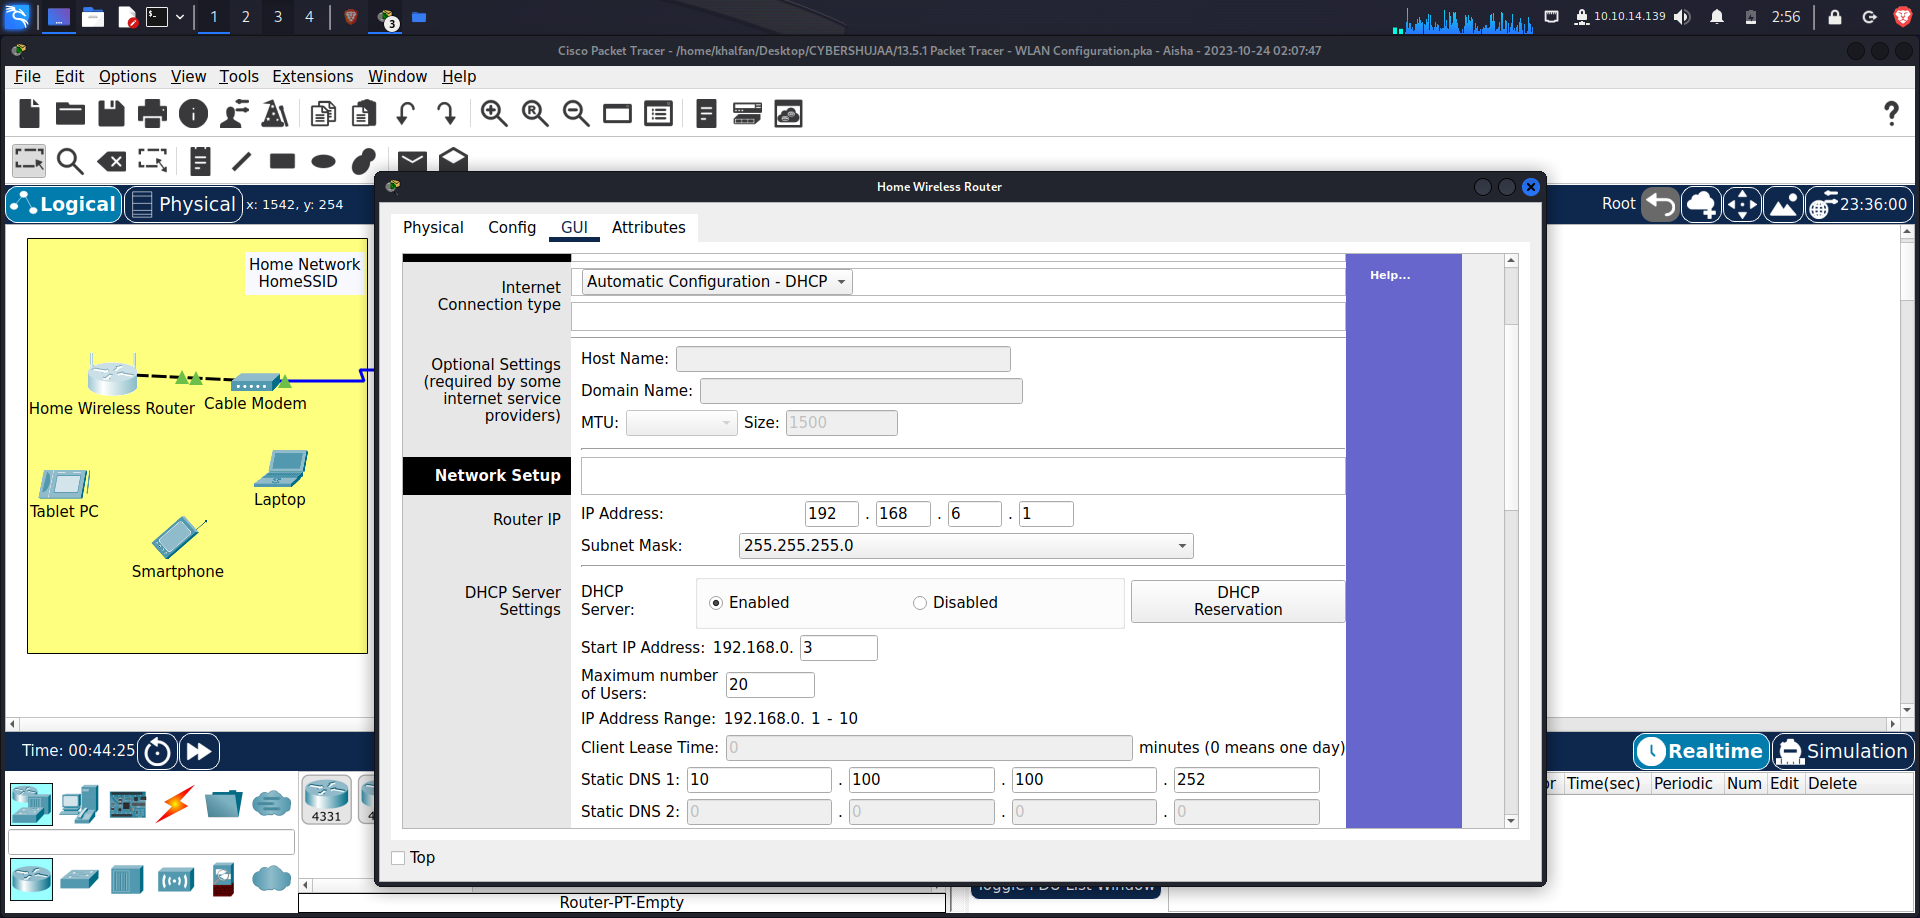 1 2 3 4 3 10.10.14.139 2:56
Cisco Packet Tracer - /home/khalfan/Desktop/CYBERSHUJAA/13.5.1 Packet Tracer - WLAN Configuration.pka - Aisha - 2023-10-24 02:07:47
File Edit Options View Tools Extensions Window Help
Home Wireless Router
Logical Physical x: 1542, y: 254 Root 23:36:00
Physical Config GUI Attributes
Home Network
HomeSSID
Home Wireless Router
Cable Modem
Laptop
Tablet PC
Smartphone
Help...
Internet
Connection type
Automatic Configuration - DHCP
Optional Settings
(required by some
internet service
providers)
Host Name:
Domain Name:
MTU: Size: 1500
Network Setup
Router IP
IP Address: 192 . 168 . 6 . 1
Subnet Mask: 255.255.255.0
DHCP Server
Settings
DHCP
Server:
Enabled Disabled
DHCP
Reservation
Start IP Address: 192.168.0. 3
Maximum number
of Users: 20
IP Address Range: 192.168.0. 1 - 10
Client Lease Time: 0 minutes (0 means one day)
Static DNS 1: 10 . 100 . 100 . 252
Static DNS 2: 0 . 0 . 0 . 0
Top
Time: 00:44:25 Realtime Simulation
Time(sec) Periodic Num Edit Delete
4331
Toggle PDU List Window
Router-PT-Empty